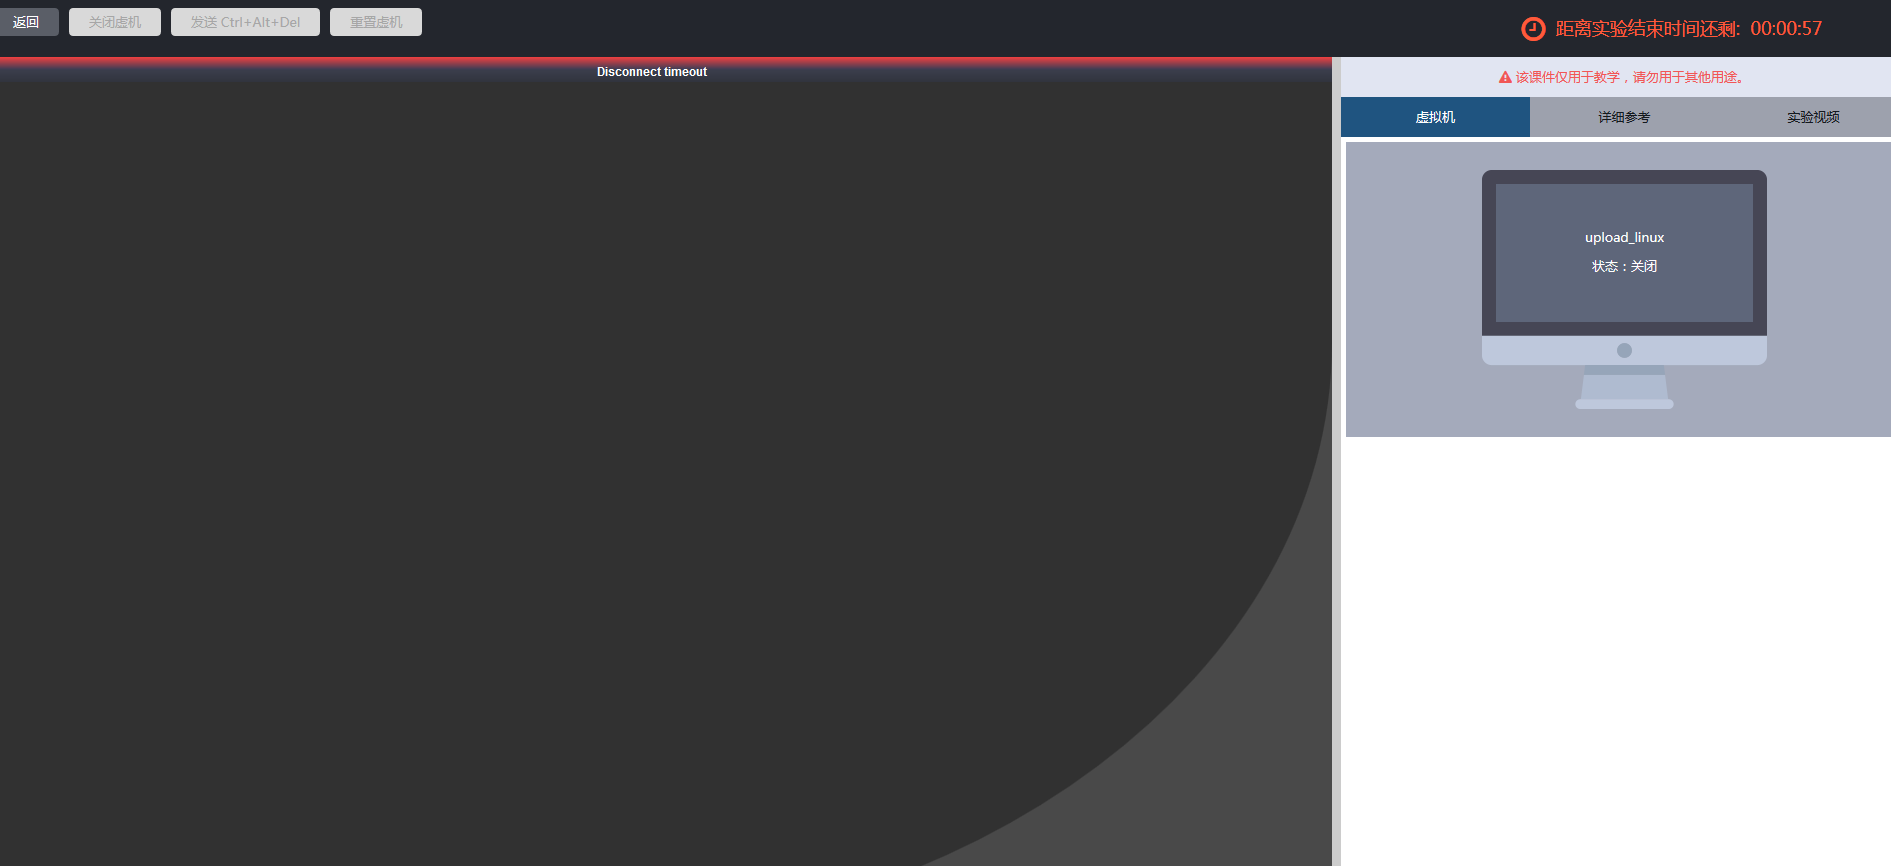 返回
关闭虚机
发送 Ctrl+Alt+Del
重置虚机
距离实验结束时间还剩: 00:00:57
Disconnect timeout
该课件仅用于教学，请勿用于其他用途。
虚拟机
详细参考
实验视频
upload_linux
状态：关闭